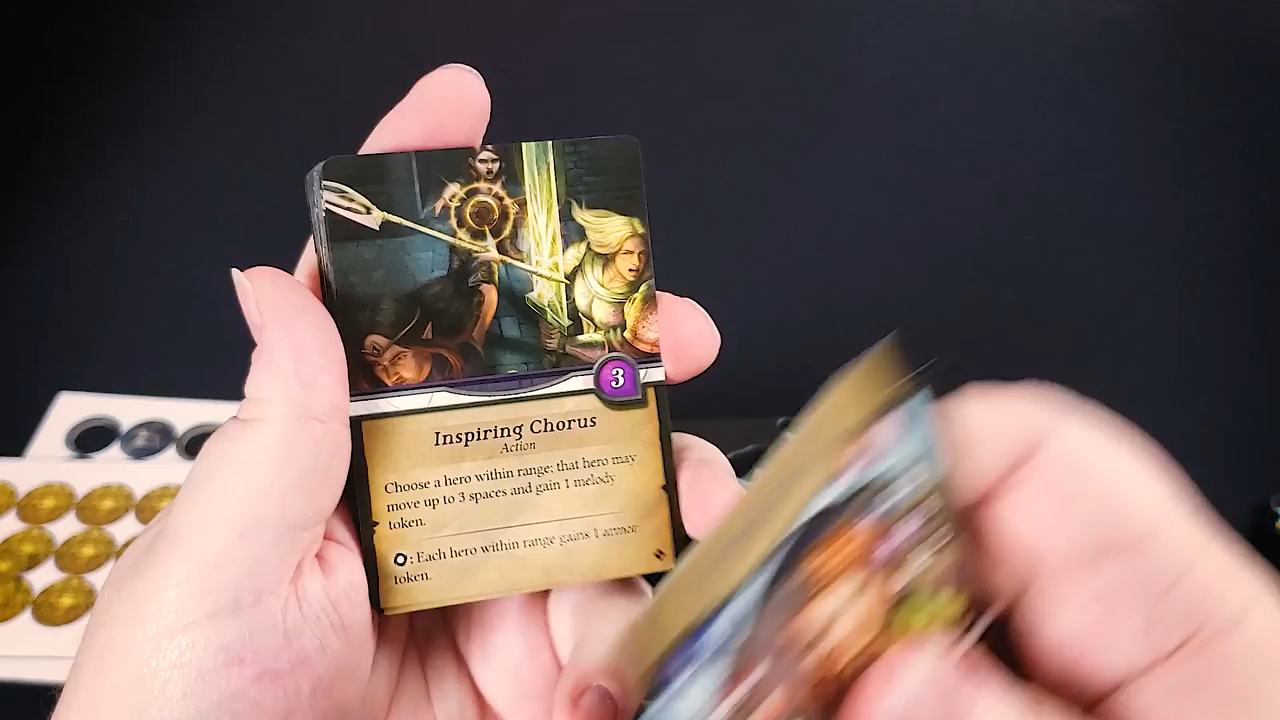 3
Inspiring Chorus
Action
Choose a hero within range; that hero may
move up to 3 spaces and gain 1 melody
token.
: Each hero within range gains 1 armor
token.